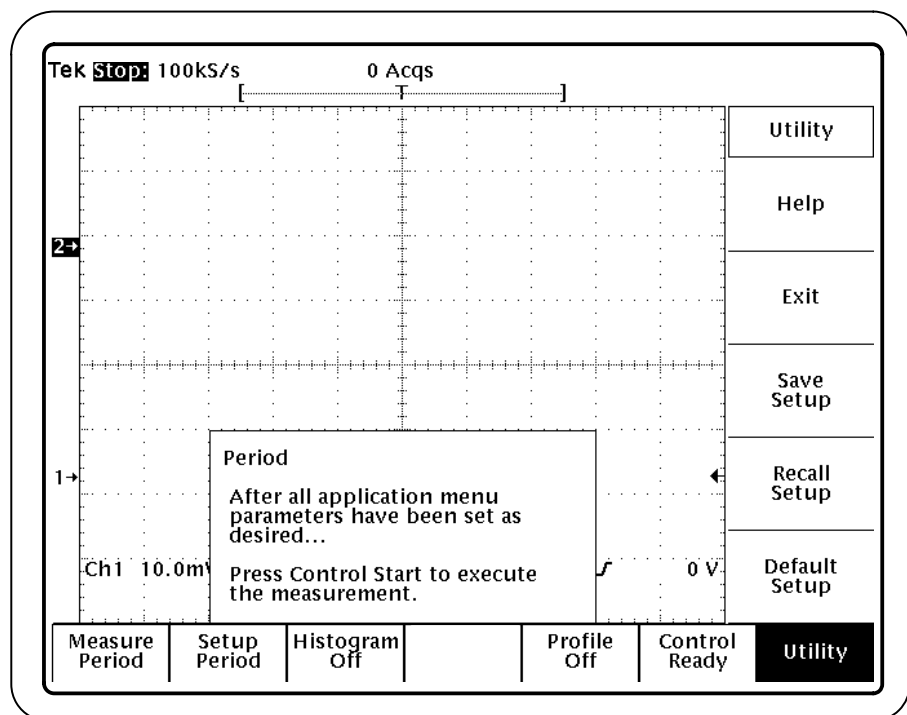 Tek Stop: 100kS/s 0 Acqs
[ T ]
Utility
Help
2→
Exit
Save
Setup
Period
1→
Recall
Setup
After all application menu
parameters have been set as
desired...
Ch1 10.0m
0 V
Press Control Start to execute
the measurement.
Default
Setup
Measure
Period
Setup
Period
Histogram
Off
Profile
Off
Control
Ready
Utility